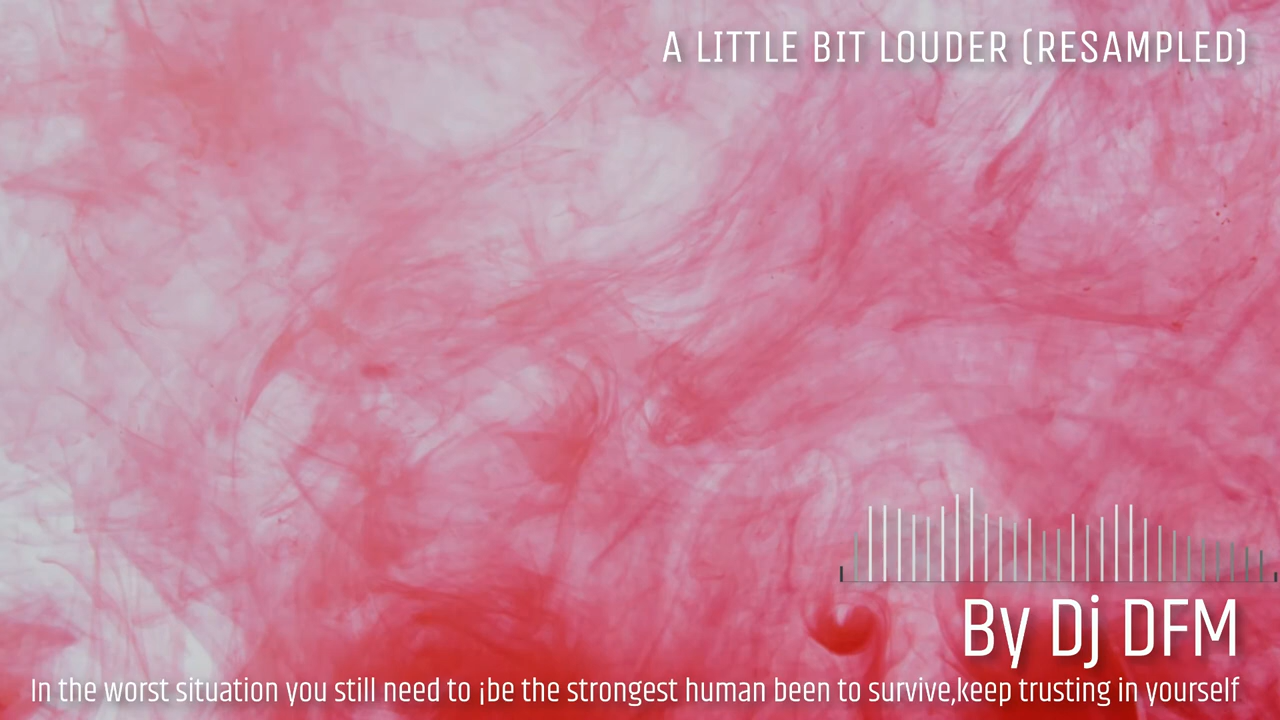 A LITTLE BIT LOUDER (RESAMPLED)
By Dj DFM
In the worst situation you still need to ¡be the strongest human been to survive,keep trusting in yourself